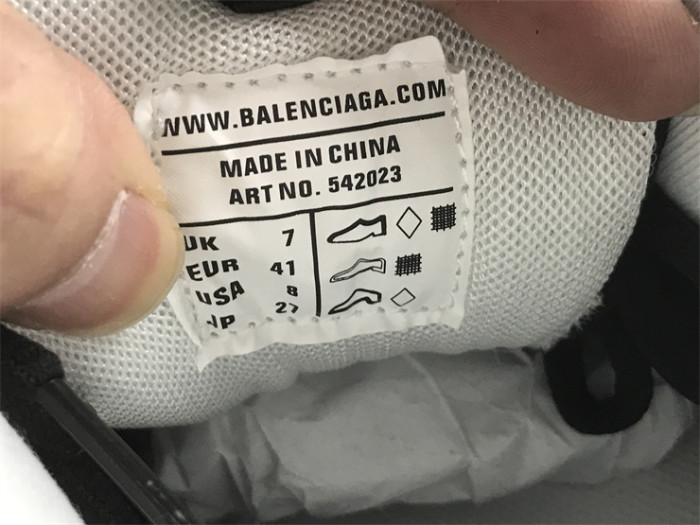 WWW.BALENCIAGA.COM
MADE IN CHINA
ART NO. 542023
UK 7
EUR 41
USA 8
JP 27